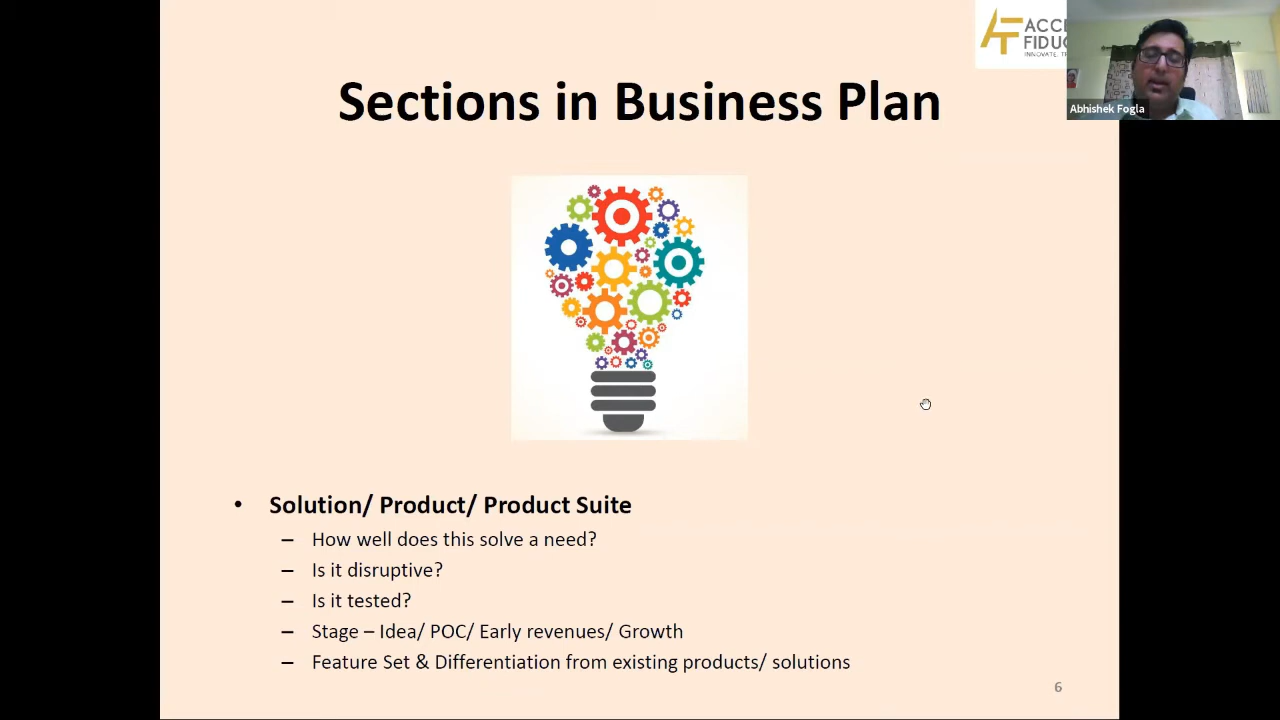 Sections in Business Plan
Abhishek Fogla
• Solution/ Product/ Product Suite
– How well does this solve a need?
– Is it disruptive?
– Is it tested?
– Stage – Idea/ POC/ Early revenues/ Growth
– Feature Set & Differentiation from existing products/ solutions
6